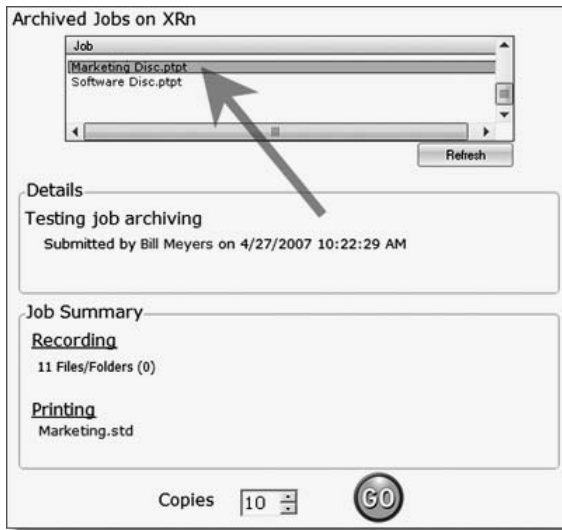 Archived Jobs on XRn
Job
Marketing Disc.ptpt
Software Disc.ptpt
Refresh
Details
Testing job archiving
Submitted by Bill Meyers on 4/27/2007 10:22:29 AM
Job Summary
Recording
11 Files/Folders (0)
Printing
Marketing.std
Copies 10 GO